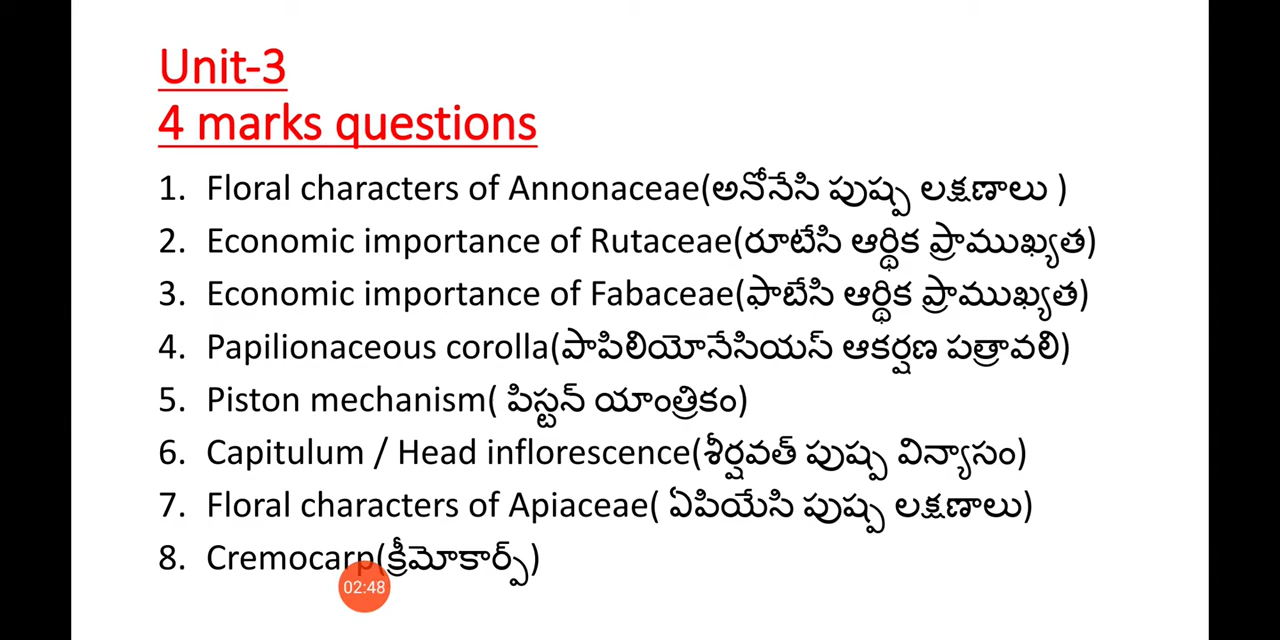 Unit-3
4 marks questions
1. Floral characters of Annonaceae(అనోనేసి పుష్ప లక్షణాలు )
2. Economic importance of Rutaceae(రూటేసి ఆర్థిక ప్రాముఖ్యత)
3. Economic importance of Fabaceae(ఫాబేసి ఆర్థిక ప్రాముఖ్యత)
4. Papilionaceous corolla(పాపిలియోనేసియస్ ఆకర్షణ పత్రావలి)
5. Piston mechanism( పిస్టన్ యాంత్రికం)
6. Capitulum / Head inflorescence(శీర్షవత్ పుష్ప విన్యాసం)
7. Floral characters of Apiaceae( ఏపియేసి పుష్ప లక్షణాలు)
8. Cremocarp(క్రీమోకార్ప్)
02:48